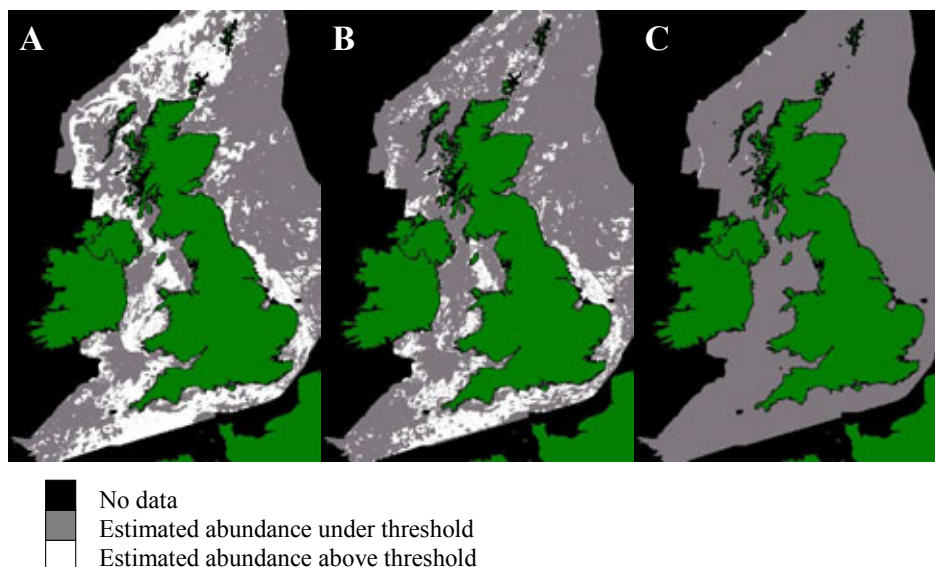 A B C
No data
Estimated abundance under threshold
Estimated abundance above threshold